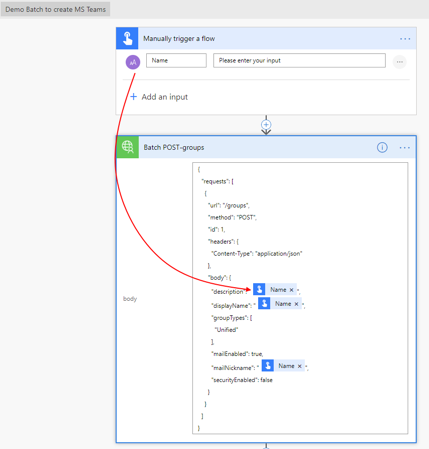 Demo Batch to create MS Teams
Manually trigger a flow
Name Please enter your input
Add an input
Batch POST-groups
{
"requests": [
{
"url": "/groups",
"method": "POST",
"id": 1,
"headers": {
"Content-Type": "application/json"
},
"body": {
"description": " Name × ",
body
"displayName": " Name × ",
"groupTypes": [
"Unified"
],
"mailEnabled": true,
"mailNickname": " Name × ",
"securityEnabled": false
}
}
]
}